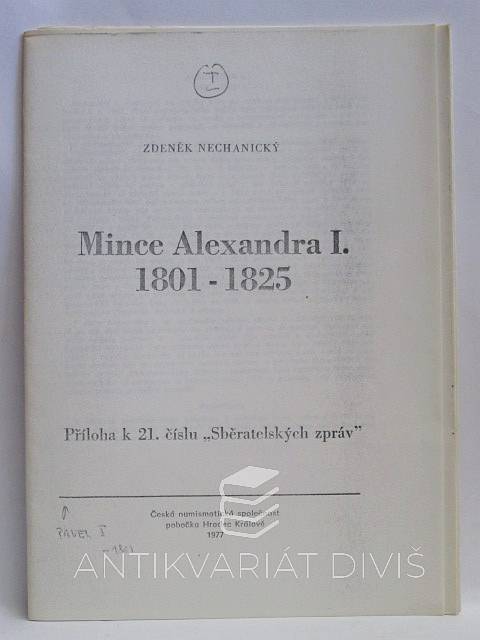 I
ZDENĚK NECHANICKÝ
Mince Alexandra I.
1801 - 1825
Příloha k 21. číslu „Sběratelských zpráv”
Česká numismatická společnost
pobočka Hradec Králové
1977
PAVEL I
- 1801
ANTIKVARIÁT DIVIŠ